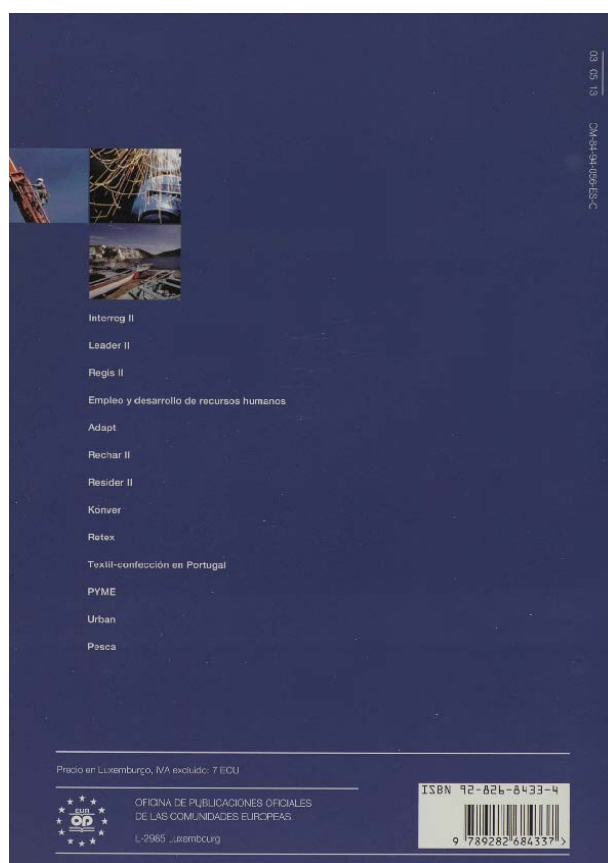 03 05 13
CM-84-94-056-ES-C
Interreg II
Leader II
Regis II
Empleo y desarrollo de recursos humanos
Adapt
Rechar II
Resider II
Konver
Retex
Textil-confección en Portugal
PYME
Urban
Pesca
Precio en Luxemburgo, IVA excluido: 7 ECU
EUR
OP
OFICINA DE PUBLICACIONES OFICIALES
DE LAS COMUNIDADES EUROPEAS
L-2985 Luxembourg
ISBN 92-826-8433-4
9 789282 684337 >